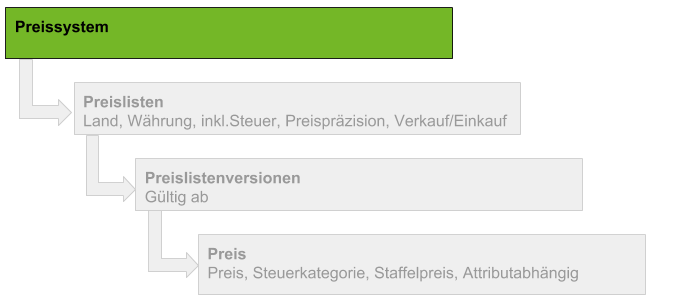 Preissystem
Preislisten
Land, Währung, inkl.Steuer, Preispräzision, Verkauf/Einkauf
Preislistenversionen
Gültig ab
Preis
Preis, Steuerkategorie, Staffelpreis, Attributabhängig